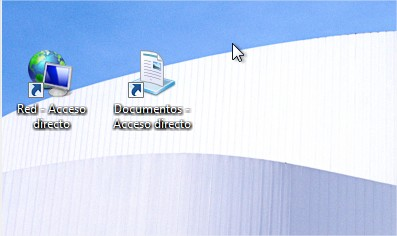 Red - Acceso
directo
Documentos -
Acceso directo